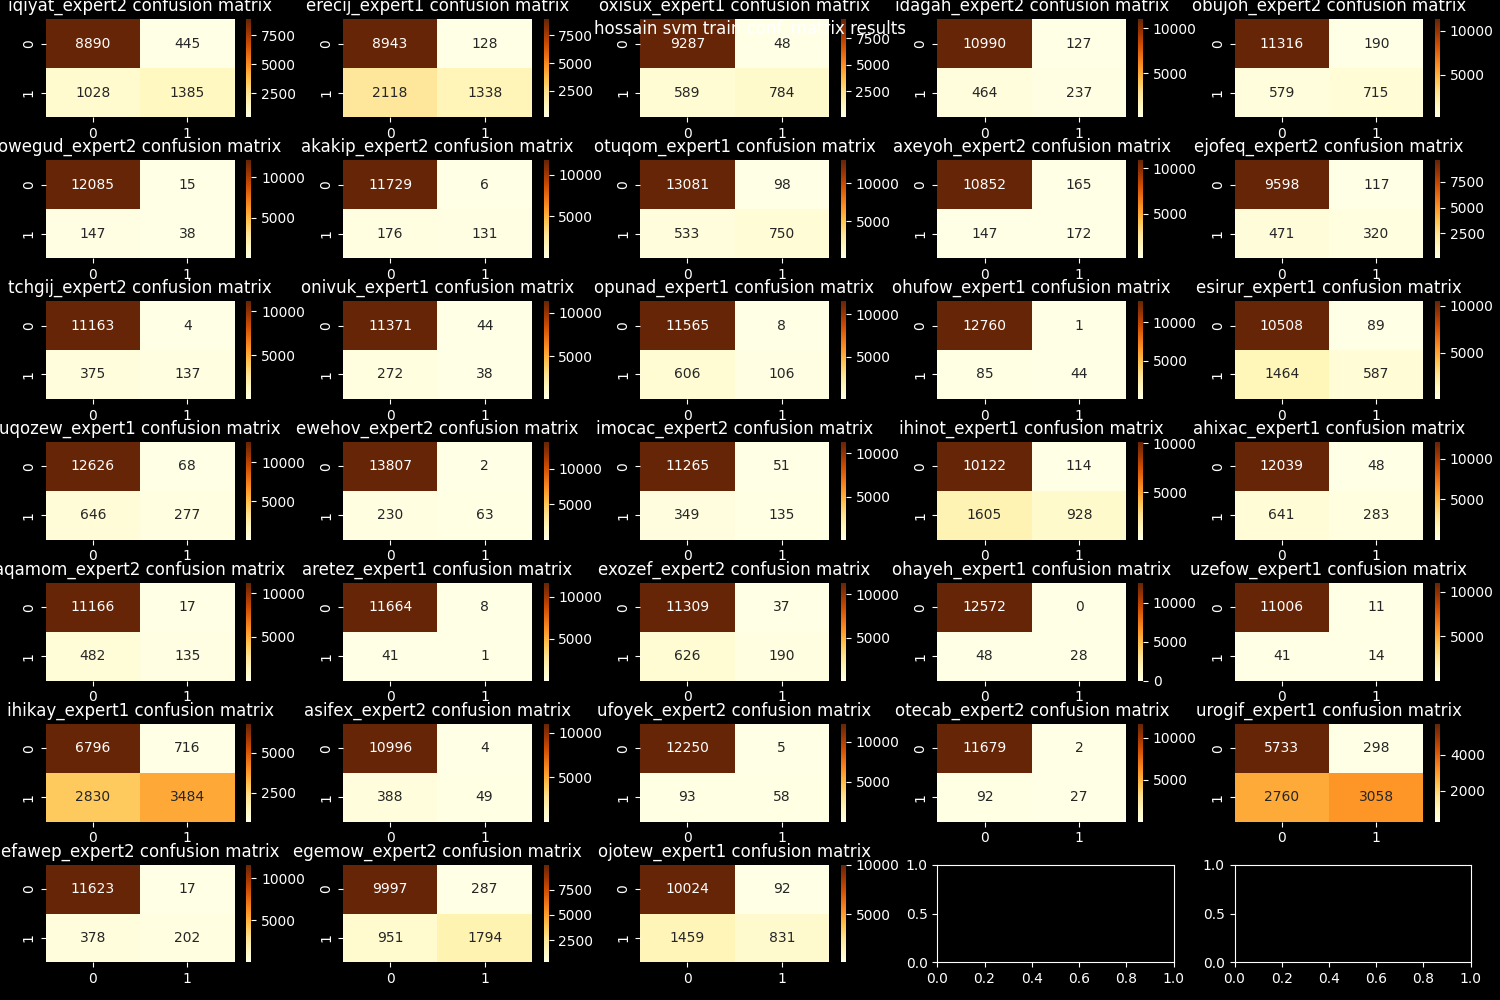 iqiyat_expert2 confusion matrix
erecij_expert1 confusion matrix
oxisux_expert1 confusion matrix
idagah_expert2 confusion matrix
obujoh_expert2 confusion matrix
hossain svm train results
0 8890 445 7500
5000
1 1028 1385 2500
0 1
0 8943 128 7500
5000
1 2118 1338 2500
0 1
0 9287 48 7500
5000
1 589 784 2500
0 1
0 10990 127
5000
1 464 237
0 1
0 11316 190 10000
5000
1 579 715
0 1
owegud_expert2 confusion matrix
akakip_expert2 confusion matrix
otuqom_expert1 confusion matrix
axeyoh_expert2 confusion matrix
ejofeq_expert2 confusion matrix
0 12085 15 10000
5000
1 147 38
0 1
0 11729 6 10000
5000
1 176 131
0 1
0 13081 98 10000
5000
1 533 750
0 1
0 10852 165 10000
5000
1 147 172
0 1
0 9598 117 7500
5000
1 471 320 2500
0 1
tchgij_expert2 confusion matrix
onivuk_expert1 confusion matrix
opunad_expert1 confusion matrix
ohufow_expert1 confusion matrix
esirur_expert1 confusion matrix
0 11163 4 10000
5000
1 375 137
0 1
0 11371 44 10000
5000
1 272 38
0 1
0 11565 8 10000
5000
1 606 106
0 1
0 12760 1 10000
5000
1 85 44
0 1
0 10508 89 10000
5000
1 1464 587
0 1
uqozew_expert1 confusion matrix
ewehov_expert2 confusion matrix
imocac_expert2 confusion matrix
ihinot_expert1 confusion matrix
ahixac_expert1 confusion matrix
0 12626 68 10000
5000
1 646 277
0 1
0 13807 2 10000
5000
1 230 63
0 1
0 11265 51 10000
5000
1 349 135
0 1
0 10122 114 10000
5000
1 1605 928
0 1
0 12039 48 10000
5000
1 641 283
0 1
aqamom_expert2 confusion matrix
aretez_expert1 confusion matrix
exozef_expert2 confusion matrix
ohayeh_expert1 confusion matrix
uzefow_expert1 confusion matrix
0 11166 17 10000
5000
1 482 135
0 1
0 11664 8 10000
5000
1 41 1
0 1
0 11309 37 10000
5000
1 626 190
0 1
0 12572 0 10000
5000
1 48 28
0
0 1
0 11006 11 10000
5000
1 41 14
0 1
ihikay_expert1 confusion matrix
asifex_expert2 confusion matrix
ufoyek_expert2 confusion matrix
otecab_expert2 confusion matrix
urogif_expert1 confusion matrix
0 6796 716 5000
1 2830 3484 2500
0 1
0 10996 4 10000
5000
1 388 49
0 1
0 12250 5 10000
5000
1 93 58
0 1
0 11679 2 10000
5000
1 92 27
0 1
0 5733 298 4000
1 2760 3058 2000
0 1
efawep_expert2 confusion matrix
egemow_expert2 confusion matrix
ojotew_expert1 confusion matrix
0 11623 17 10000
5000
1 378 202
0 1
0 9997 287 7500
5000
1 951 1794 2500
0 1
0 10024 92 10000
5000
1 1459 831
0 1
1.0
0.5
0.0
0.0 0.2 0.4 0.6 0.8 1.0
1.0
0.5
0.0
0.0 0.2 0.4 0.6 0.8 1.0